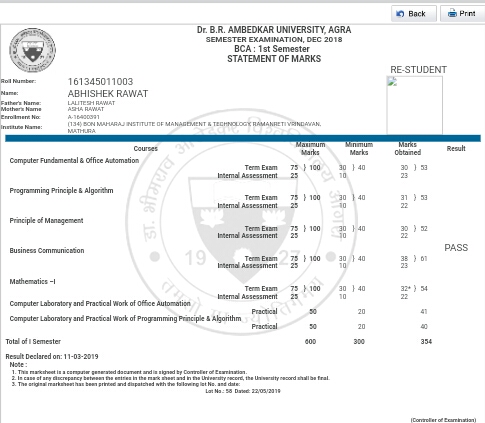 Back
Print
Dr. B.R. AMBEDKAR UNIVERSITY, AGRA
SEMESTER EXAMINATION, DEC 2018
BCA : 1st Semester
STATEMENT OF MARKS
RE-STUDENT
Roll Number: 161345011003
Name: ABHISHEK RAWAT
Father's Name: LALITESH RAWAT
Mother's Name ASHA RAWAT
Enrollment No: A-16400391
Institute Name: (134) BON MAHARAJ INSTITUTE OF MANAGEMENT & TECHNOLOGY RAMANRETI VRINDAVAN,
MATHURA
Courses Maximum Marks Minimum Marks Marks Obtained Result
Computer Fundamental & Office Automation
Term Exam 75 } 100 30 } 40 30 } 53
Internal Assessment 25 10 23
Programming Principle & Algorithm
Term Exam 75 } 100 30 } 40 31 } 53
Internal Assessment 25 10 22
Principle of Management
Term Exam 75 } 100 30 } 40 30 } 52
Internal Assessment 25 10 22
Business Communication
PASS
Term Exam 75 } 100 30 } 40 38 } 61
Internal Assessment 25 10 23
Mathematics –I
Term Exam 75 } 100 30 } 40 32* } 54
Internal Assessment 25 10 22
Computer Laboratory and Practical Work of Office Automation
Practical 50 20 41
Computer Laboratory and Practical Work of Programming Principle & Algorithm
Practical 50 20 40
Total of I Semester 600 300 354
Result Declared on: 11-03-2019
Note :
1. This marksheet is a computer generated document and is signed by Controller of Examination.
2. In case of any discrepancy between the entries in the mark sheet and in the University record, the University record shall be final.
3. The original marksheet has been printed and dispatched with the following lot No. and date:
Lot No.: 58 Dated: 22/05/2019
(Controller of Examination)